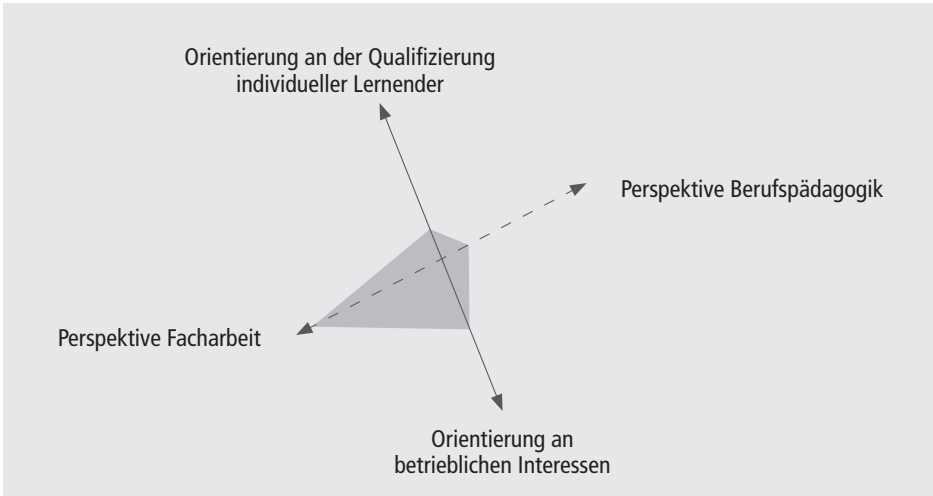 Orientierung an der Qualifizierung
individueller Lernender
Perspektive Berufspädagogik
Perspektive Facharbeit
Orientierung an
betrieblichen Interessen